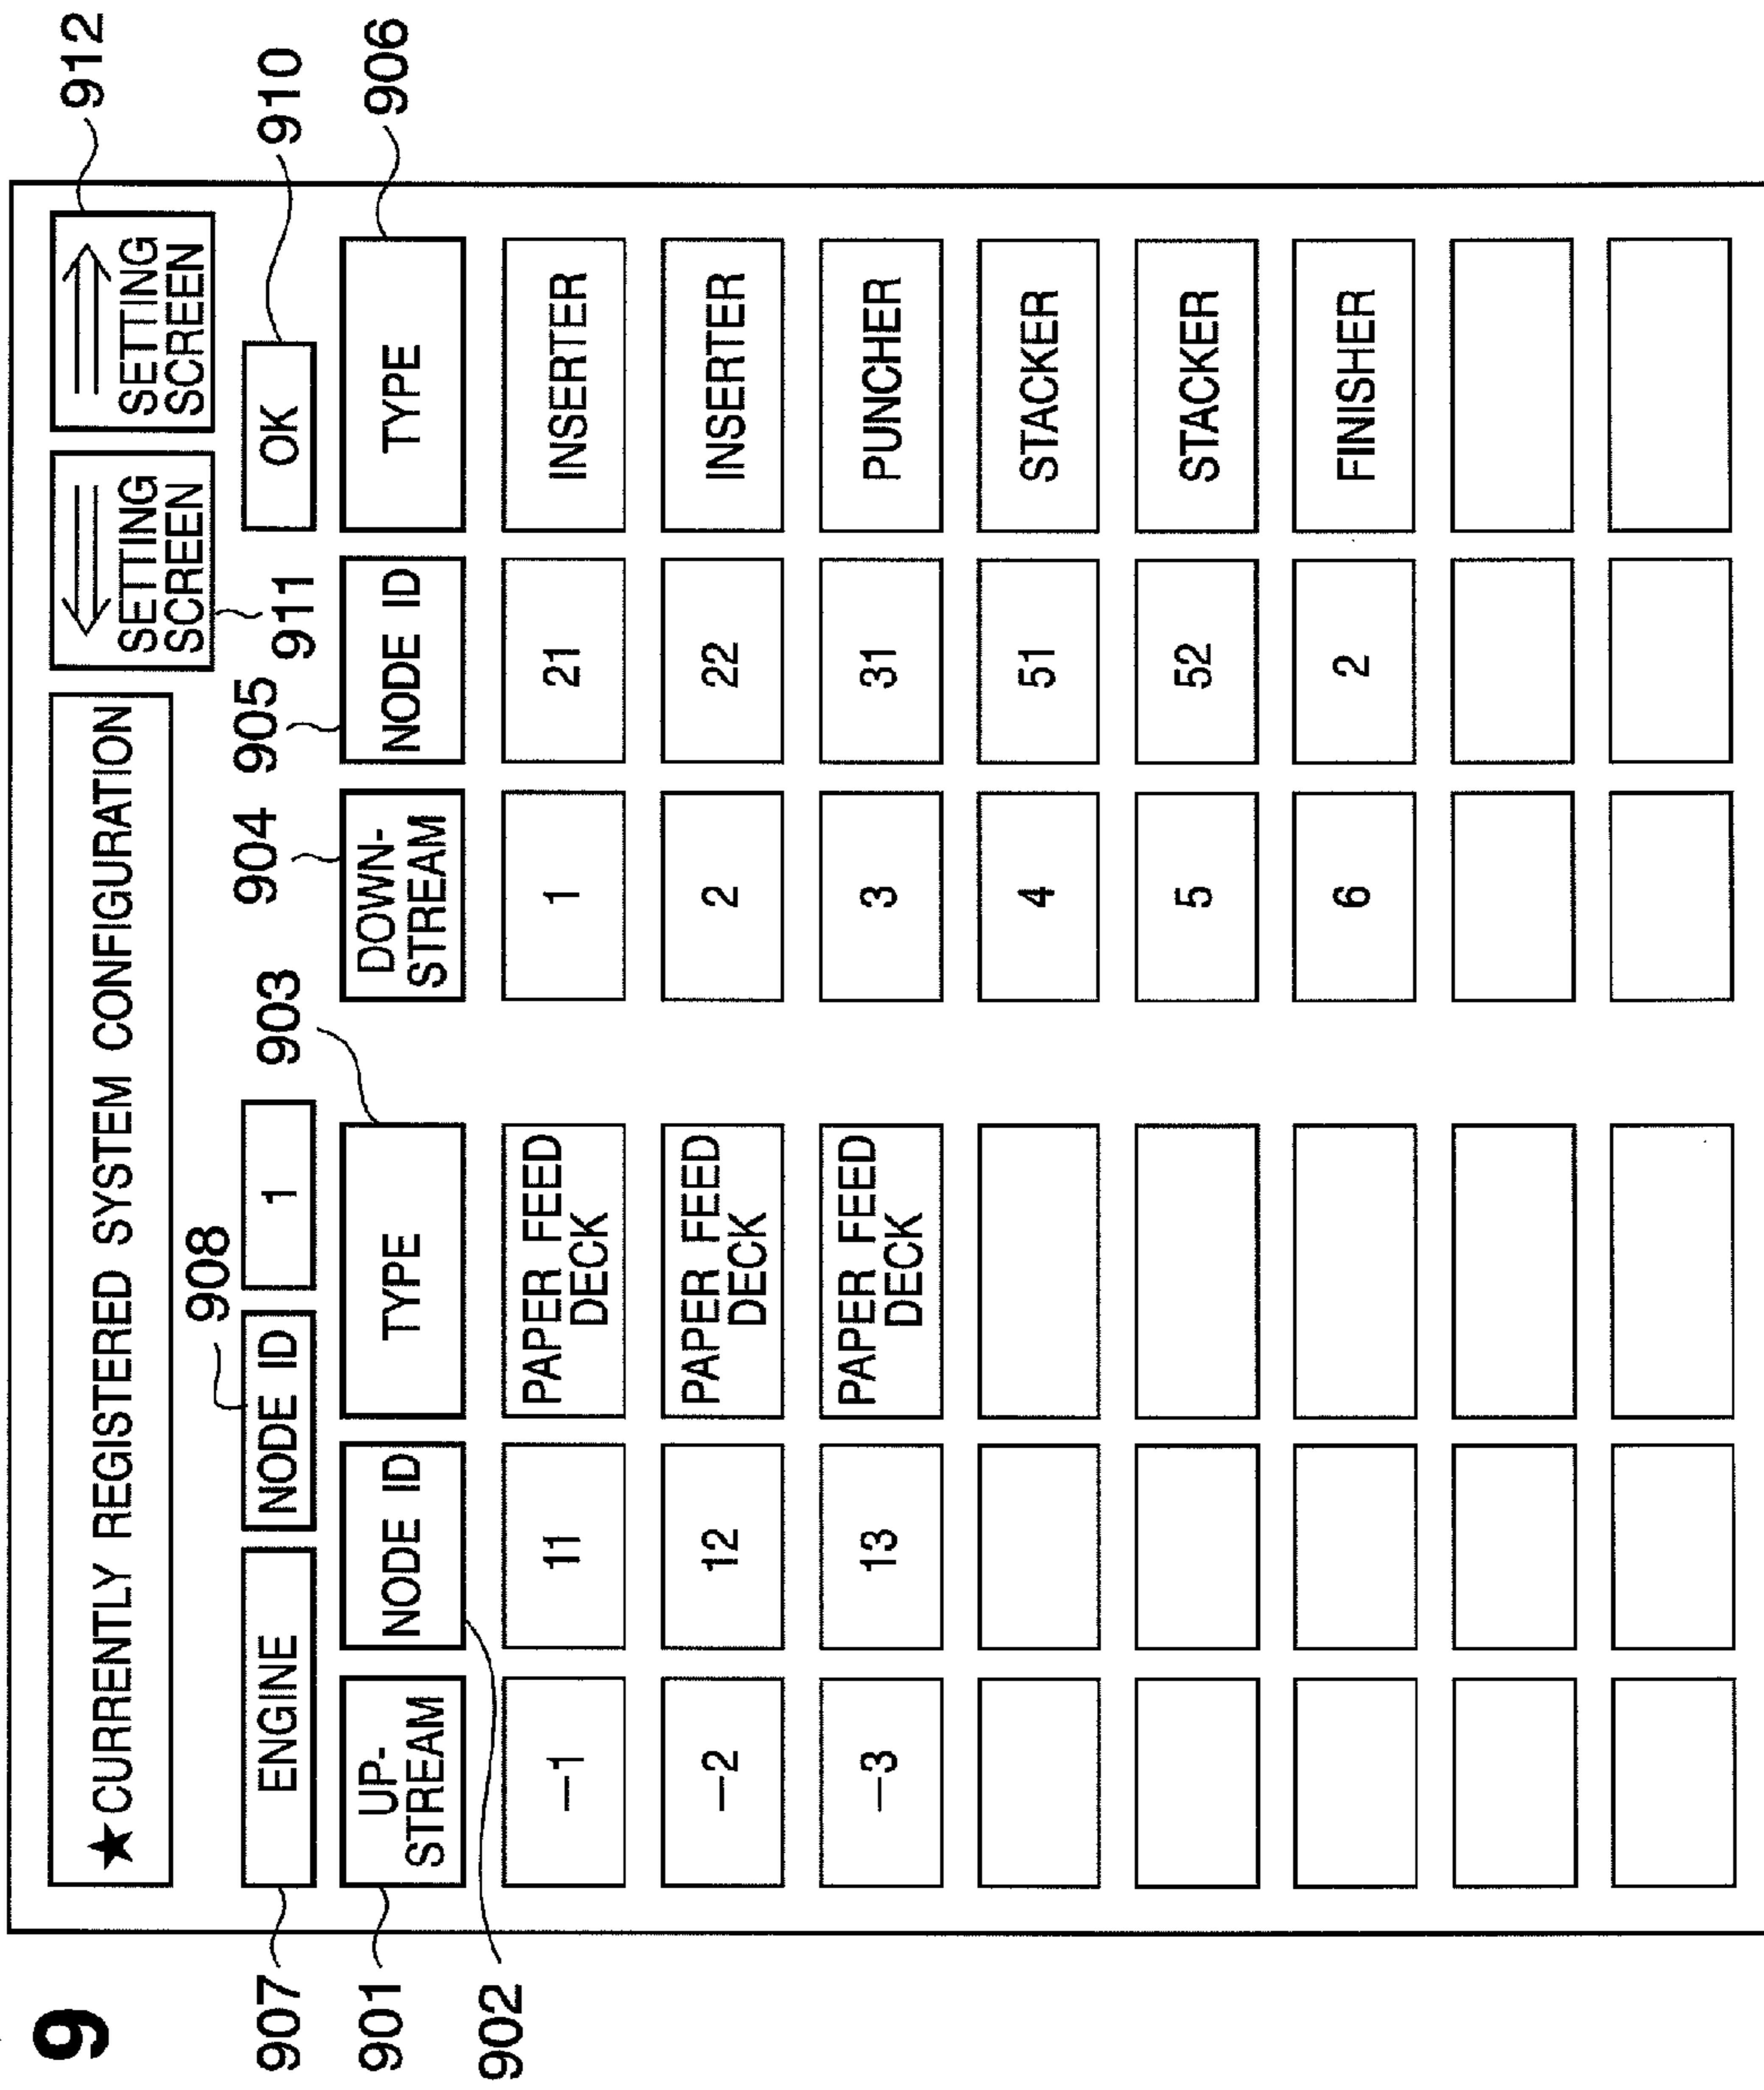 9
912
910
906
★CURRENTLY REGISTERED SYSTEM CONFIGURATION
SETTING
SCREEN
SETTING
SCREEN
911
908
907
ENGINE
NODE ID
1
OK
903
904
905
901
UP-
STREAM
NODE ID
TYPE
DOWN-
STREAM
NODE ID
TYPE
902
—1
11
PAPER FEED
DECK
1
21
INSERTER
—2
12
PAPER FEED
DECK
2
22
INSERTER
—3
13
PAPER FEED
DECK
3
31
PUNCHER
4
51
STACKER
5
52
STACKER
6
2
FINISHER